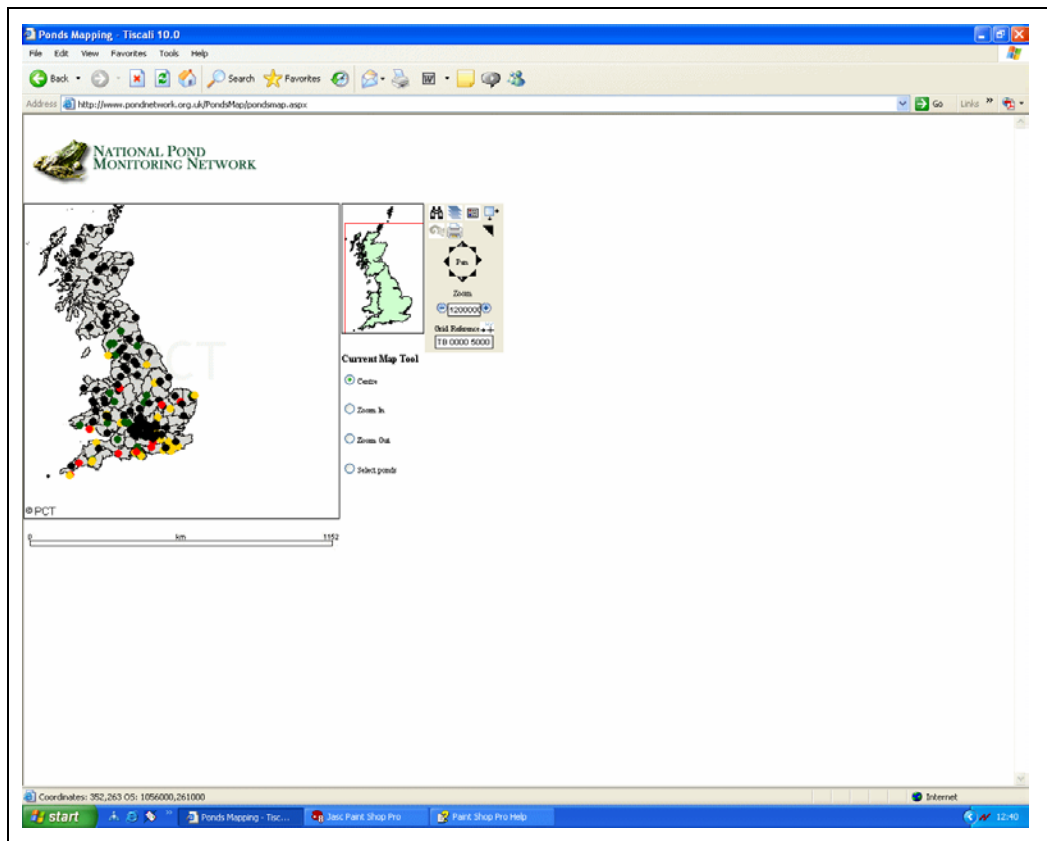 Ponds Mapping - Tiscali 10.0
File Edit View Favorites Tools Help
Back Search Favorites
Address http://www.pondnetwork.org.uk/PondsMap/pondsmap.aspx Go Links »
NATIONAL POND
MONITORING NETWORK
Pan
Zoom
1200000
Grid Reference
TB 0000 5000
PCT
Current Map Tool
Centre
Zoom In
Zoom Out
Select ponds
© PCT
0 km 1152
Coordinates: 352,263 OS: 1056000,261000 Internet
start » Ponds Mapping - Tisc... Jasc Paint Shop Pro Paint Shop Pro Help 12:40